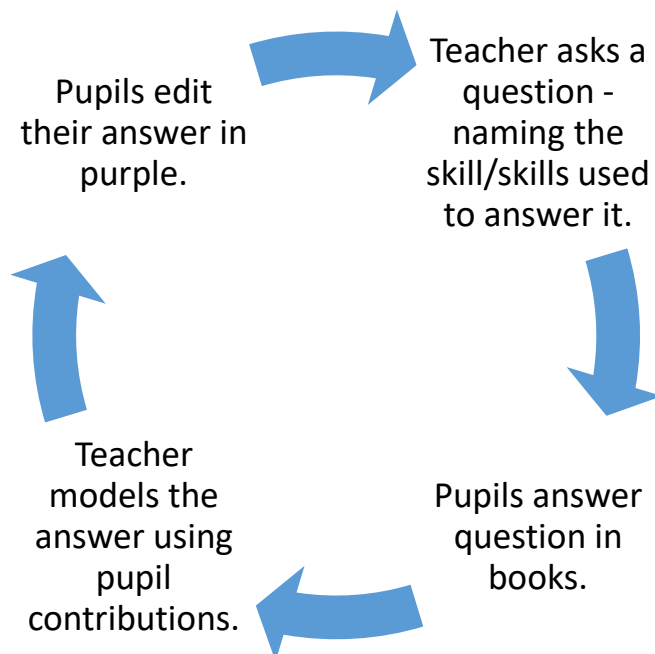 Teacher asks a
question -
naming the
skill/skills used
to answer it.
Pupils answer
question in
books.
Teacher
models the
answer using
pupil
contributions.
Pupils edit
their answer in
purple.